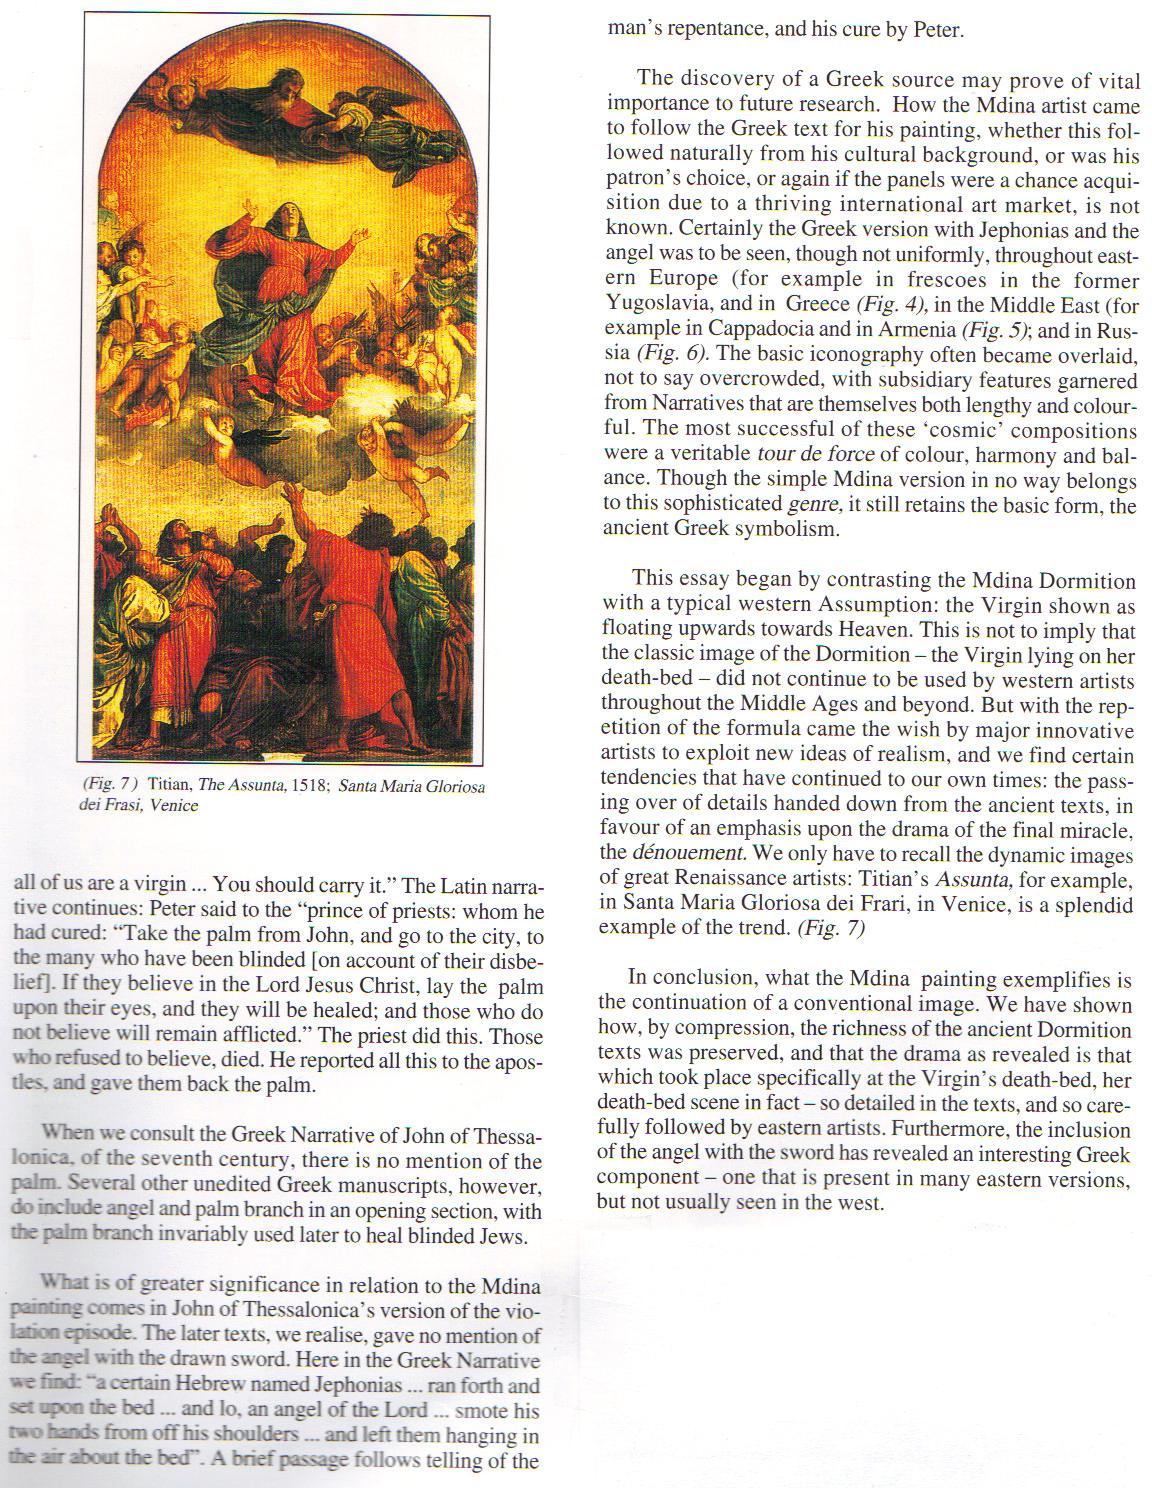 (Fig. 7 ) Titian, The Assunta, 1518; Santa Maria Gloriosa
dei Frasi, Venice
all of us are a virgin ... You should carry it.” The Latin narra-
tive continues: Peter said to the “prince of priests: whom he
had cured: “Take the palm from John, and go to the city, to
the many who have been blinded [on account of their disbe-
lief]. If they believe in the Lord Jesus Christ, lay the palm
upon their eyes, and they will be healed; and those who do
not believe will remain afflicted.” The priest did this. Those
who refused to believe, died. He reported all this to the apos-
tles, and gave them back the palm.
When we consult the Greek Narrative of John of Thessa-
lonica, of the seventh century, there is no mention of the
palm. Several other unedited Greek manuscripts, however,
do include angel and palm branch in an opening section, with
the palm branch invariably used later to heal blinded Jews.
What is of greater significance in relation to the Mdina
painting comes in John of Thessalonica’s version of the vio-
lation episode. The later texts, we realise, gave no mention of
the angel with the drawn sword. Here in the Greek Narrative
we find: “a certain Hebrew named Jephonias ... ran forth and
set upon the bed ... and lo, an angel of the Lord ... smote his
two hands from off his shoulders ... and left them hanging in
the air about the bed”. A brief passage follows telling of the
man’s repentance, and his cure by Peter.
The discovery of a Greek source may prove of vital
importance to future research. How the Mdina artist came
to follow the Greek text for his painting, whether this fol-
lowed naturally from his cultural background, or was his
patron’s choice, or again if the panels were a chance acqui-
sition due to a thriving international art market, is not
known. Certainly the Greek version with Jephonias and the
angel was to be seen, though not uniformly, throughout east-
ern Europe (for example in frescoes in the former
Yugoslavia, and in Greece (Fig. 4), in the Middle East (for
example in Cappadocia and in Armenia (Fig. 5); and in Rus-
sia (Fig. 6). The basic iconography often became overlaid,
not to say overcrowded, with subsidiary features garnered
from Narratives that are themselves both lengthy and colour-
ful. The most successful of these ‘cosmic’ compositions
were a veritable tour de force of colour, harmony and bal-
ance. Though the simple Mdina version in no way belongs
to this sophisticated genre, it still retains the basic form, the
ancient Greek symbolism.
This essay began by contrasting the Mdina Dormition
with a typical western Assumption: the Virgin shown as
floating upwards towards Heaven. This is not to imply that
the classic image of the Dormition – the Virgin lying on her
death-bed – did not continue to be used by western artists
throughout the Middle Ages and beyond. But with the rep-
etition of the formula came the wish by major innovative
artists to exploit new ideas of realism, and we find certain
tendencies that have continued to our own times: the pass-
ing over of details handed down from the ancient texts, in
favour of an emphasis upon the drama of the final miracle,
the dénouement. We only have to recall the dynamic images
of great Renaissance artists: Titian’s Assunta, for example,
in Santa Maria Gloriosa dei Frari, in Venice, is a splendid
example of the trend. (Fig. 7)
In conclusion, what the Mdina painting exemplifies is
the continuation of a conventional image. We have shown
how, by compression, the richness of the ancient Dormition
texts was preserved, and that the drama as revealed is that
which took place specifically at the Virgin’s death-bed, her
death-bed scene in fact – so detailed in the texts, and so care-
fully followed by eastern artists. Furthermore, the inclusion
of the angel with the sword has revealed an interesting Greek
component – one that is present in many eastern versions,
but not usually seen in the west.